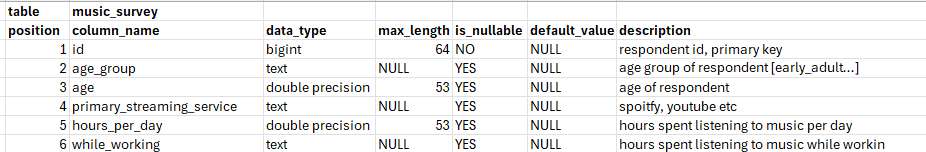 table music_survey
position column_name data_type max_length is_nullable default_value description
1 id bigint 64 NO NULL respondent id, primary key
2 age_group text NULL YES NULL age group of respondent [early_adult...]
3 age double precision 53 YES NULL age of respondent
4 primary_streaming_service text NULL YES NULL spoitfy, youtube etc
5 hours_per_day double precision 53 YES NULL hours spent listening to music per day
6 while_working text NULL YES NULL hours spent listening to music while workin